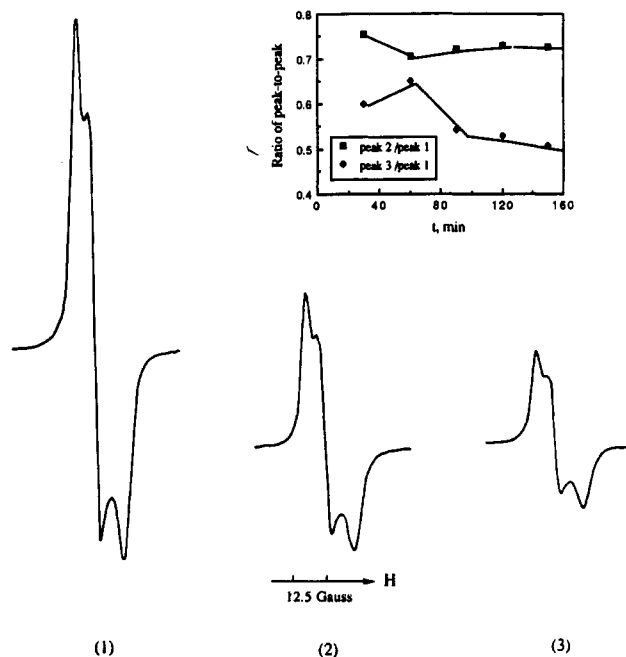 0.8
0.7
0.6
0.5
0.4
Ratio of peak-to-peak
peak 2 /peak 1
peak 3 /peak 1
0 40 80 120 160
t, min
H
12.5 Gauss
(1) (2) (3)